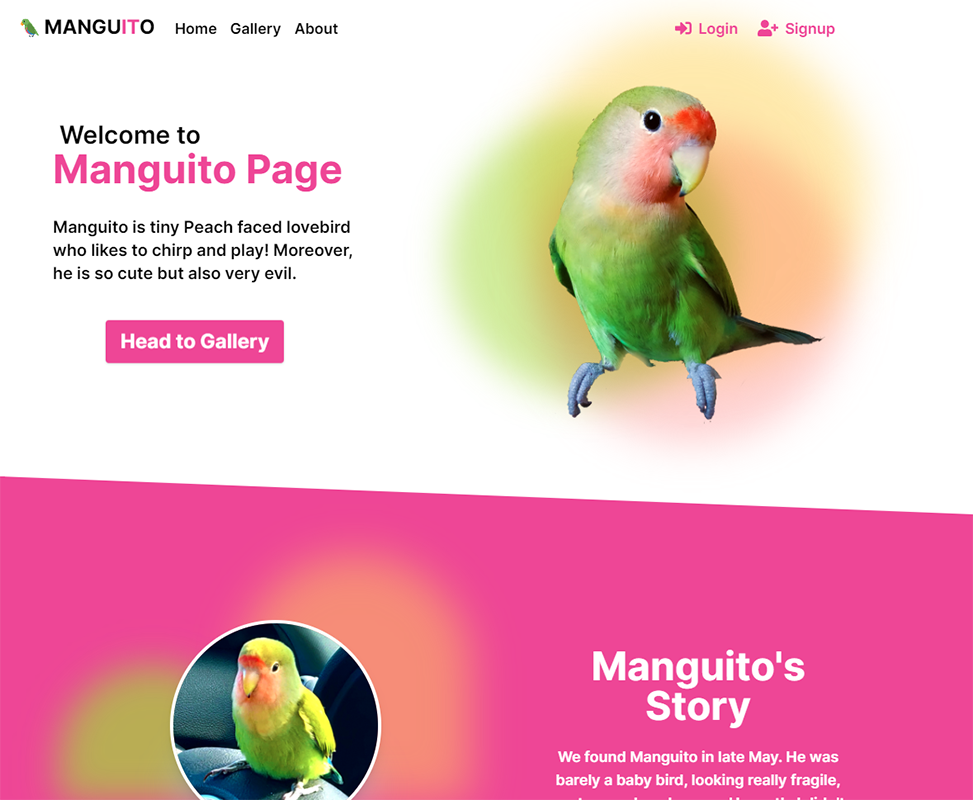 MANGUITO Home Gallery About Login Signup
Welcome to
Manguito Page
Manguito is tiny Peach faced lovebird
who likes to chirp and play! Moreover,
he is so cute but also very evil.
Head to Gallery
Manguito's
Story
We found Manguito in late May. He was
barely a baby bird, looking really fragile,